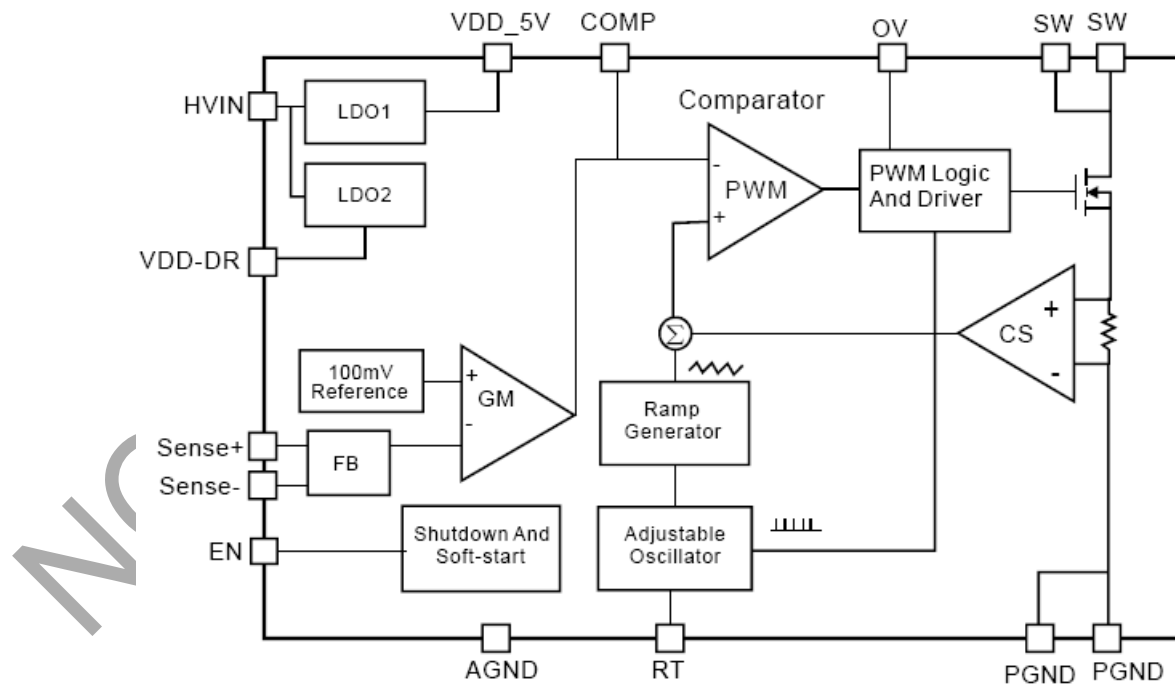 VDD_5V COMP OV SW SW
HVIN
LDO1
Comparator
LDO2
- PWM +
PWM Logic
And Driver
VDD-DR
Σ
+ CS -
100mV
Reference
+ GM -
Ramp
Generator
Sense+
FB
Sense-
Shutdown And
Soft-start
Adjustable
Oscillator
EN
AGND RT PGND PGND